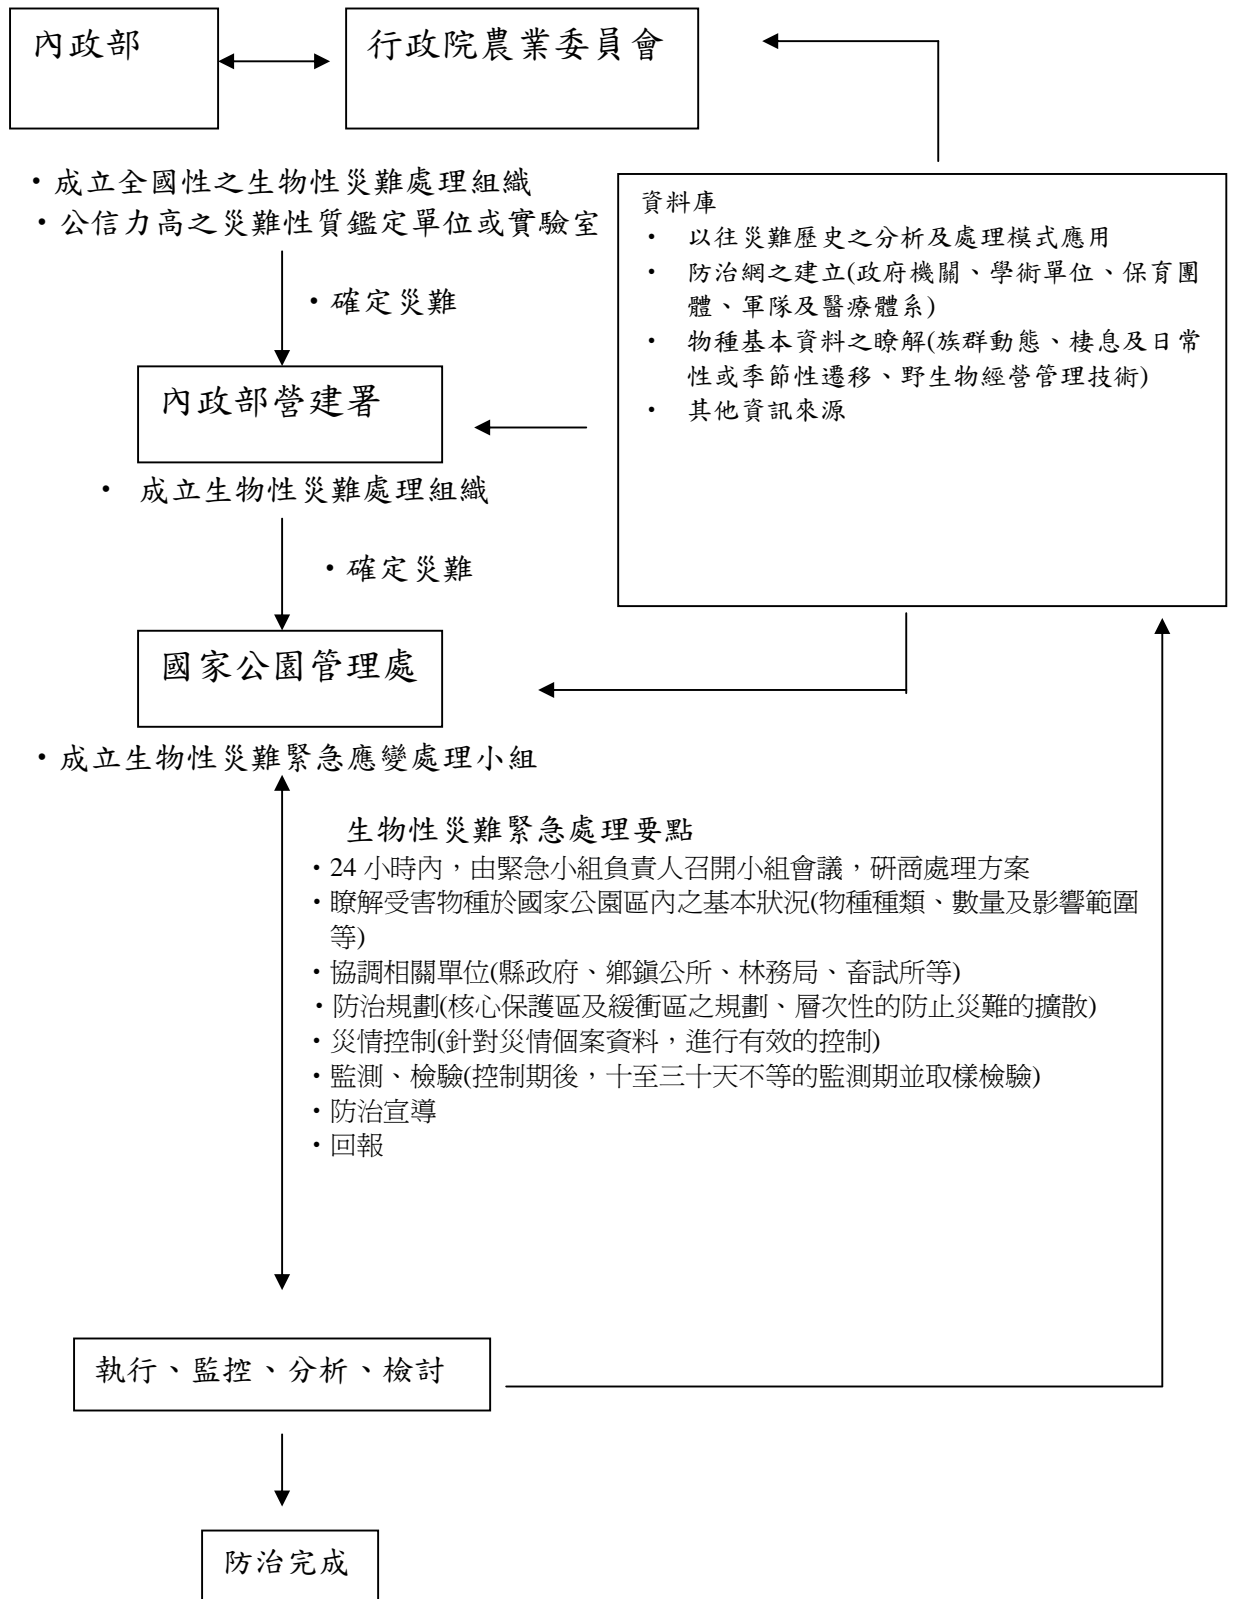 內政部
行政院農業委員會
・成立全國性之生物性災難處理組織
・公信力高之災難性質鑑定單位或實驗室
・確定災難
資料庫
・ 以往災難歷史之分析及處理模式應用
・ 防治網之建立(政府機關、學術單位、保育團
體、軍隊及醫療體系)
・ 物種基本資料之瞭解(族群動態、棲息及日常
性或季節性遷移、野生物經營管理技術)
・ 其他資訊來源
內政部營建署
・ 成立生物性災難處理組織
・確定災難
國家公園管理處
・成立生物性災難緊急應變處理小組
生物性災難緊急處理要點
・24 小時內，由緊急小組負責人召開小組會議，研商處理方案
・瞭解受害物種於國家公園區內之基本狀況(物種種類、數量及影響範圍
等)
・協調相關單位(縣政府、鄉鎮公所、林務局、畜試所等)
・防治規劃(核心保護區及緩衝區之規劃、層次性的防止災難的擴散)
・災情控制(針對災情個案資料，進行有效的控制)
・監測、檢驗(控制期後，十至三十天不等的監測期並取樣檢驗)
・防治宣導
・回報
執行、監控、分析、檢討
防治完成